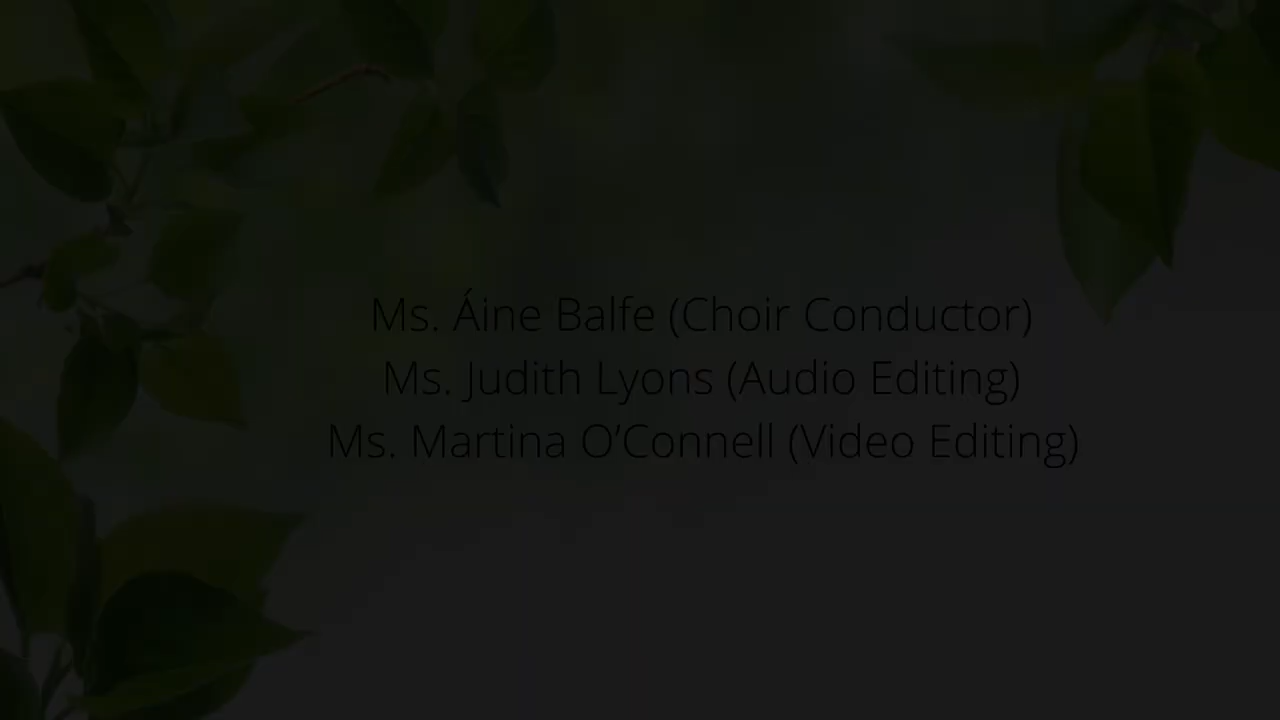 Ms. Áine Balfe (Choir Conductor)
Ms. Judith Lyons (Audio Editing)
Ms. Martina O’Connell (Video Editing)